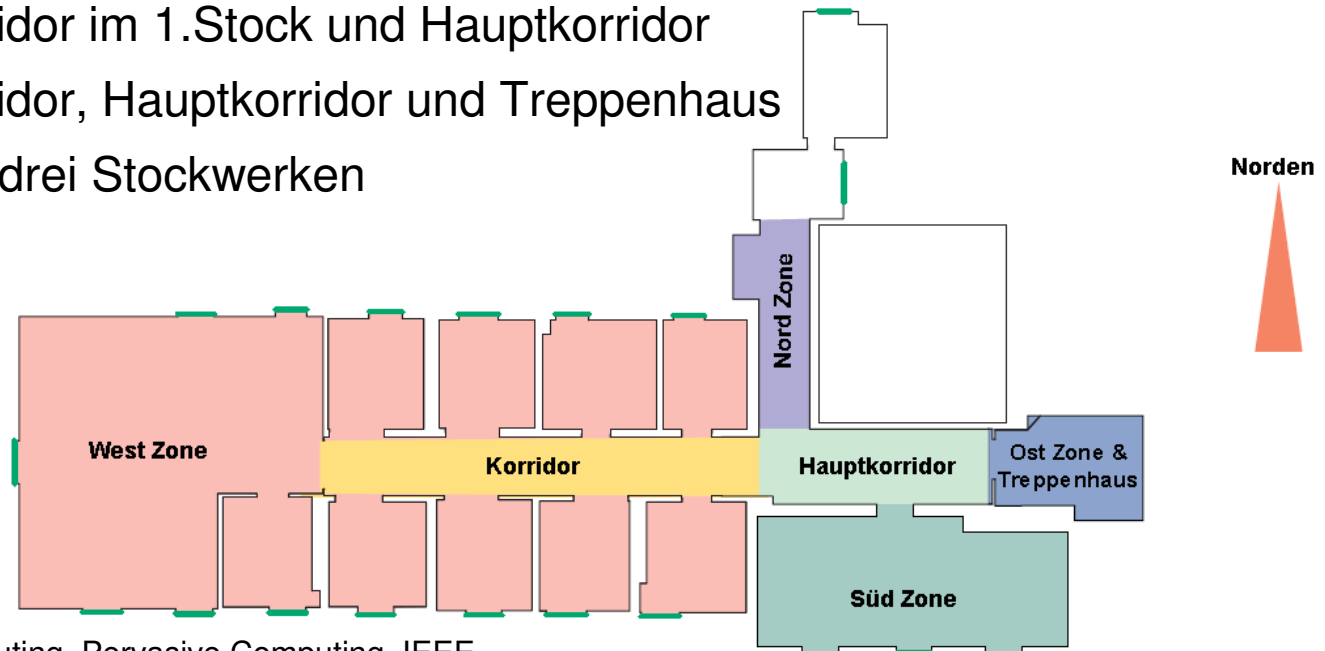 idor im 1.Stock und Hauptkorridor
idor, Hauptkorridor und Treppenhaus
drei Stockwerken
Norden
Nord Zone
West Zone
Korridor
Hauptkorridor
Ost Zone &
Treppenhaus
Süd Zone
uting, Pervasive Computing, IEEE